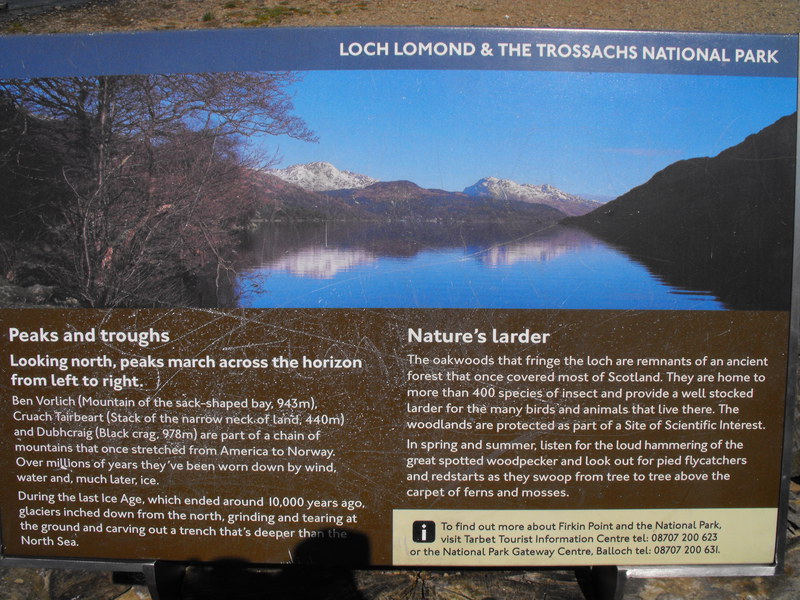 LOCH LOMOND & THE TROSSACHS NATIONAL PARK
Peaks and troughs
Looking north, peaks march across the horizon
from left to right.
Ben Vorlich (Mountain of the sack-shaped bay, 943m),
Cruach Tairbeart (Stack of the narrow neck of land, 440m)
and Dubhcraig (Black crag, 978m) are part of a chain of
mountains that once stretched from America to Norway.
Over millions of years they've been worn down by wind,
water and, much later, ice.
During the last Ice Age, which ended around 10,000 years ago,
glaciers inched down from the north, grinding and tearing at
the ground and carving out a trench that's deeper than the
North Sea.
Nature's larder
The oakwoods that fringe the loch are remnants of an ancient
forest that once covered most of Scotland. They are home to
more than 400 species of insect and provide a well stocked
larder for the many birds and animals that live there. The
woodlands are protected as part of a Site of Scientific Interest.
In spring and summer, listen for the loud hammering of the
great spotted woodpecker and look out for pied flycatchers
and redstarts as they swoop from tree to tree above the
carpet of ferns and mosses.
i
To find out more about Firkin Point and the National Park,
visit Tarbet Tourist Information Centre tel: 08707 200 623
or the National Park Gateway Centre, Balloch tel: 08707 200 631.